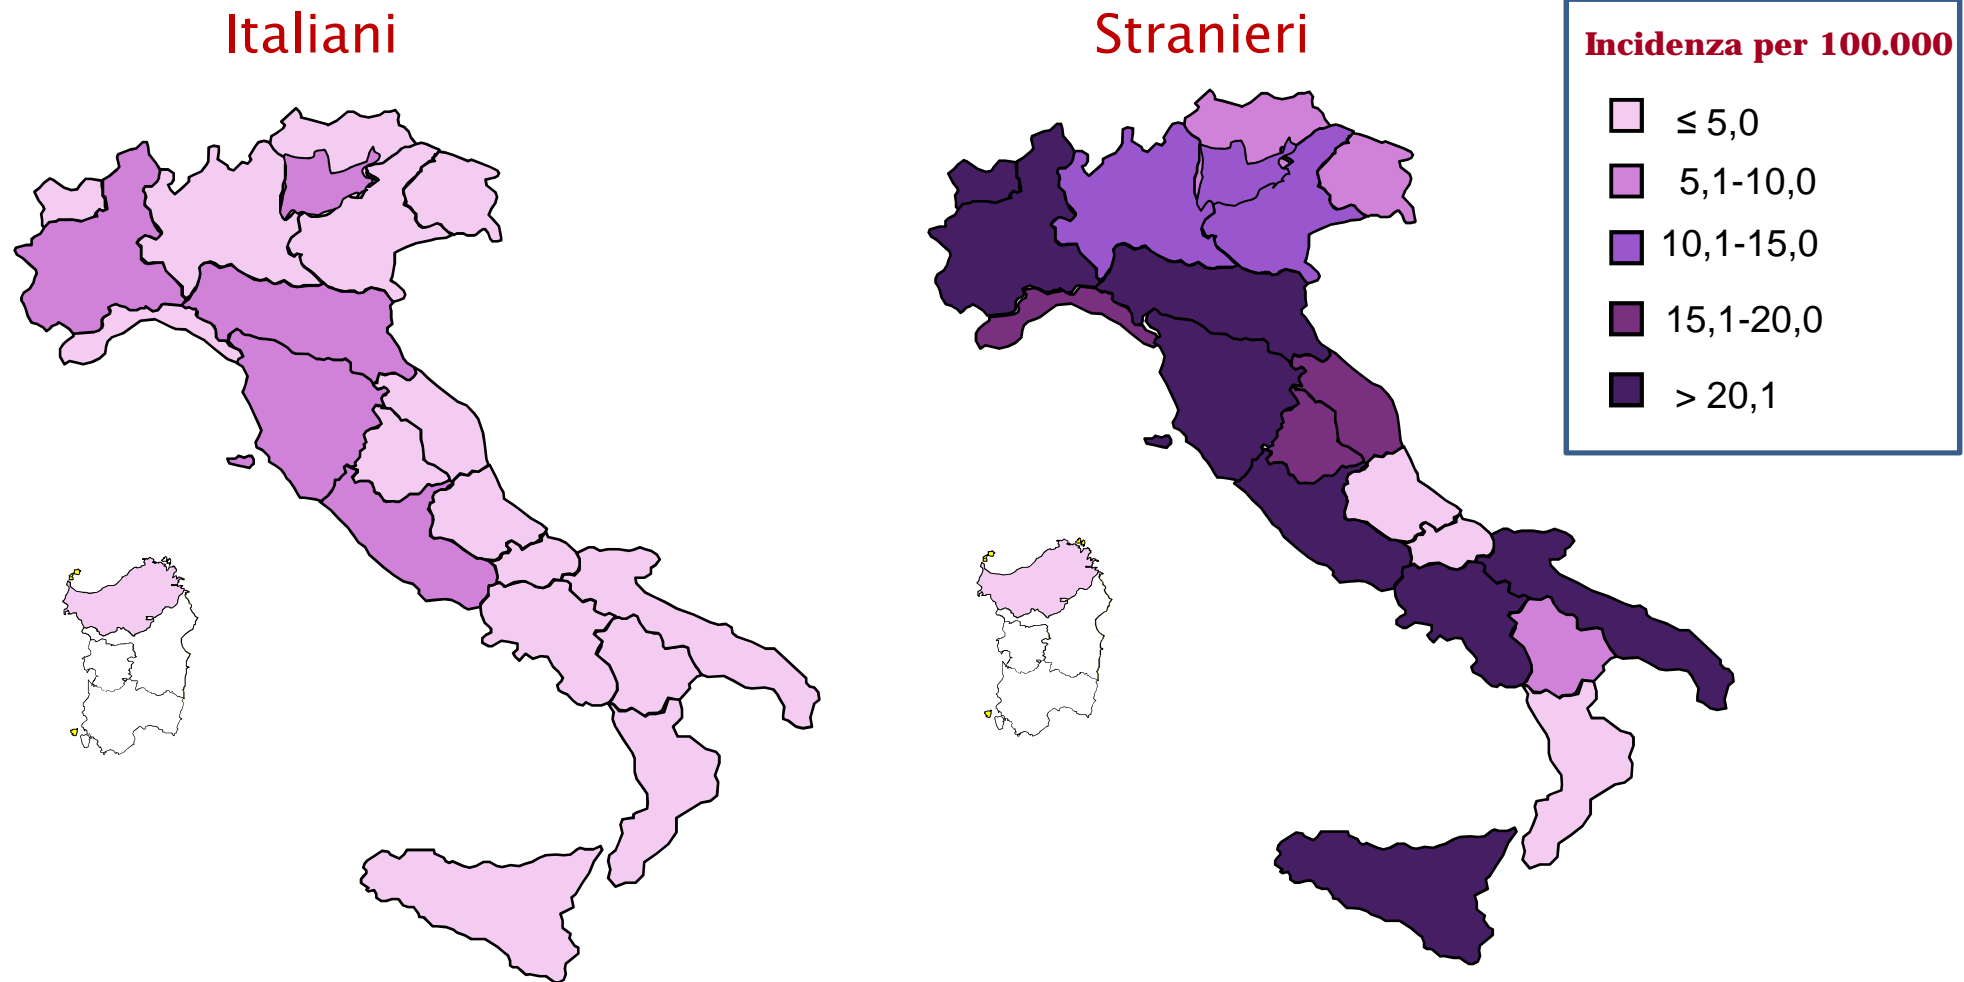 Italiani
Stranieri
Incidenza per 100.000
≤ 5,0
5,1-10,0
10,1-15,0
15,1-20,0
> 20,1